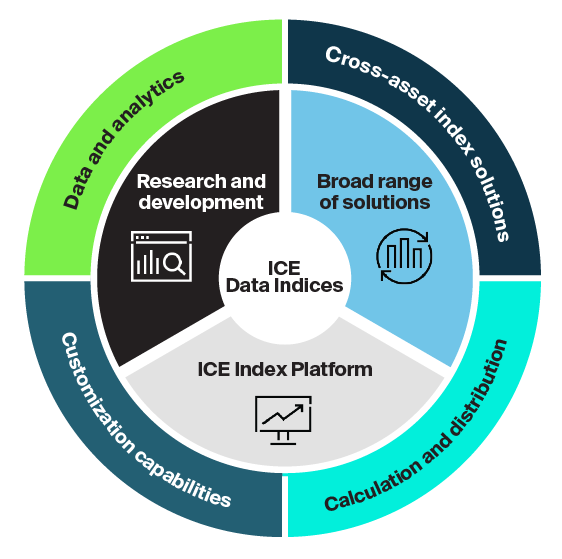 Data and analytics
Cross-asset index solutions
Research and
development
Broad range
of solutions
ICE
Data Indices
ICE Index Platform
Customization capabilities
Calculation and distribution